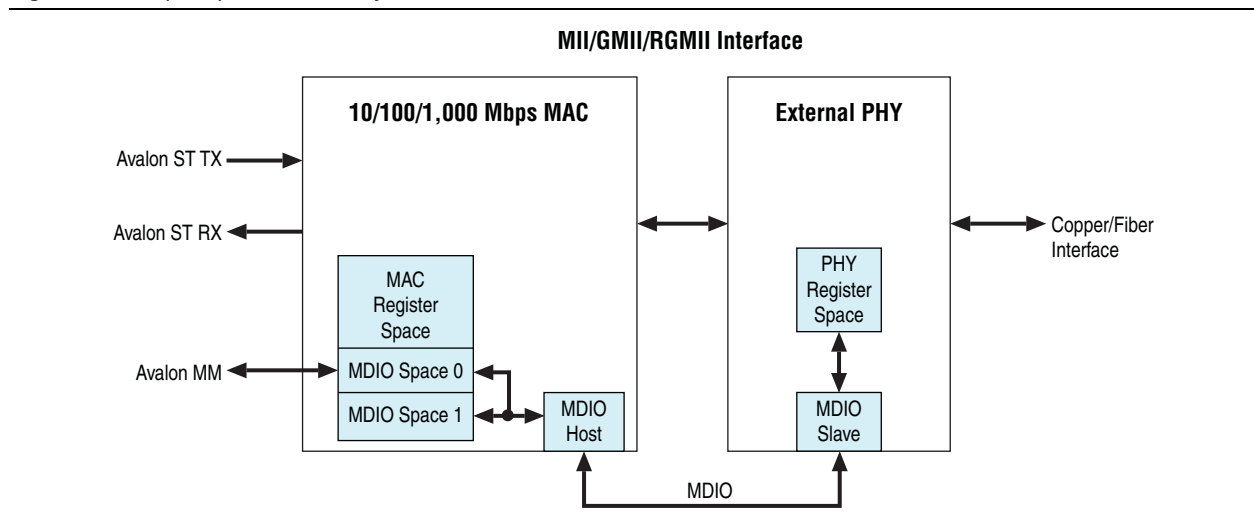 MII/GMII/RGMII Interface
10/100/1,000 Mbps MAC
External PHY
Avalon ST TX
Avalon ST RX
Copper/Fiber
Interface
MAC
Register
Space
PHY
Register
Space
Avalon MM
MDIO Space 0
MDIO Space 1
MDIO
Host
MDIO
Slave
MDIO